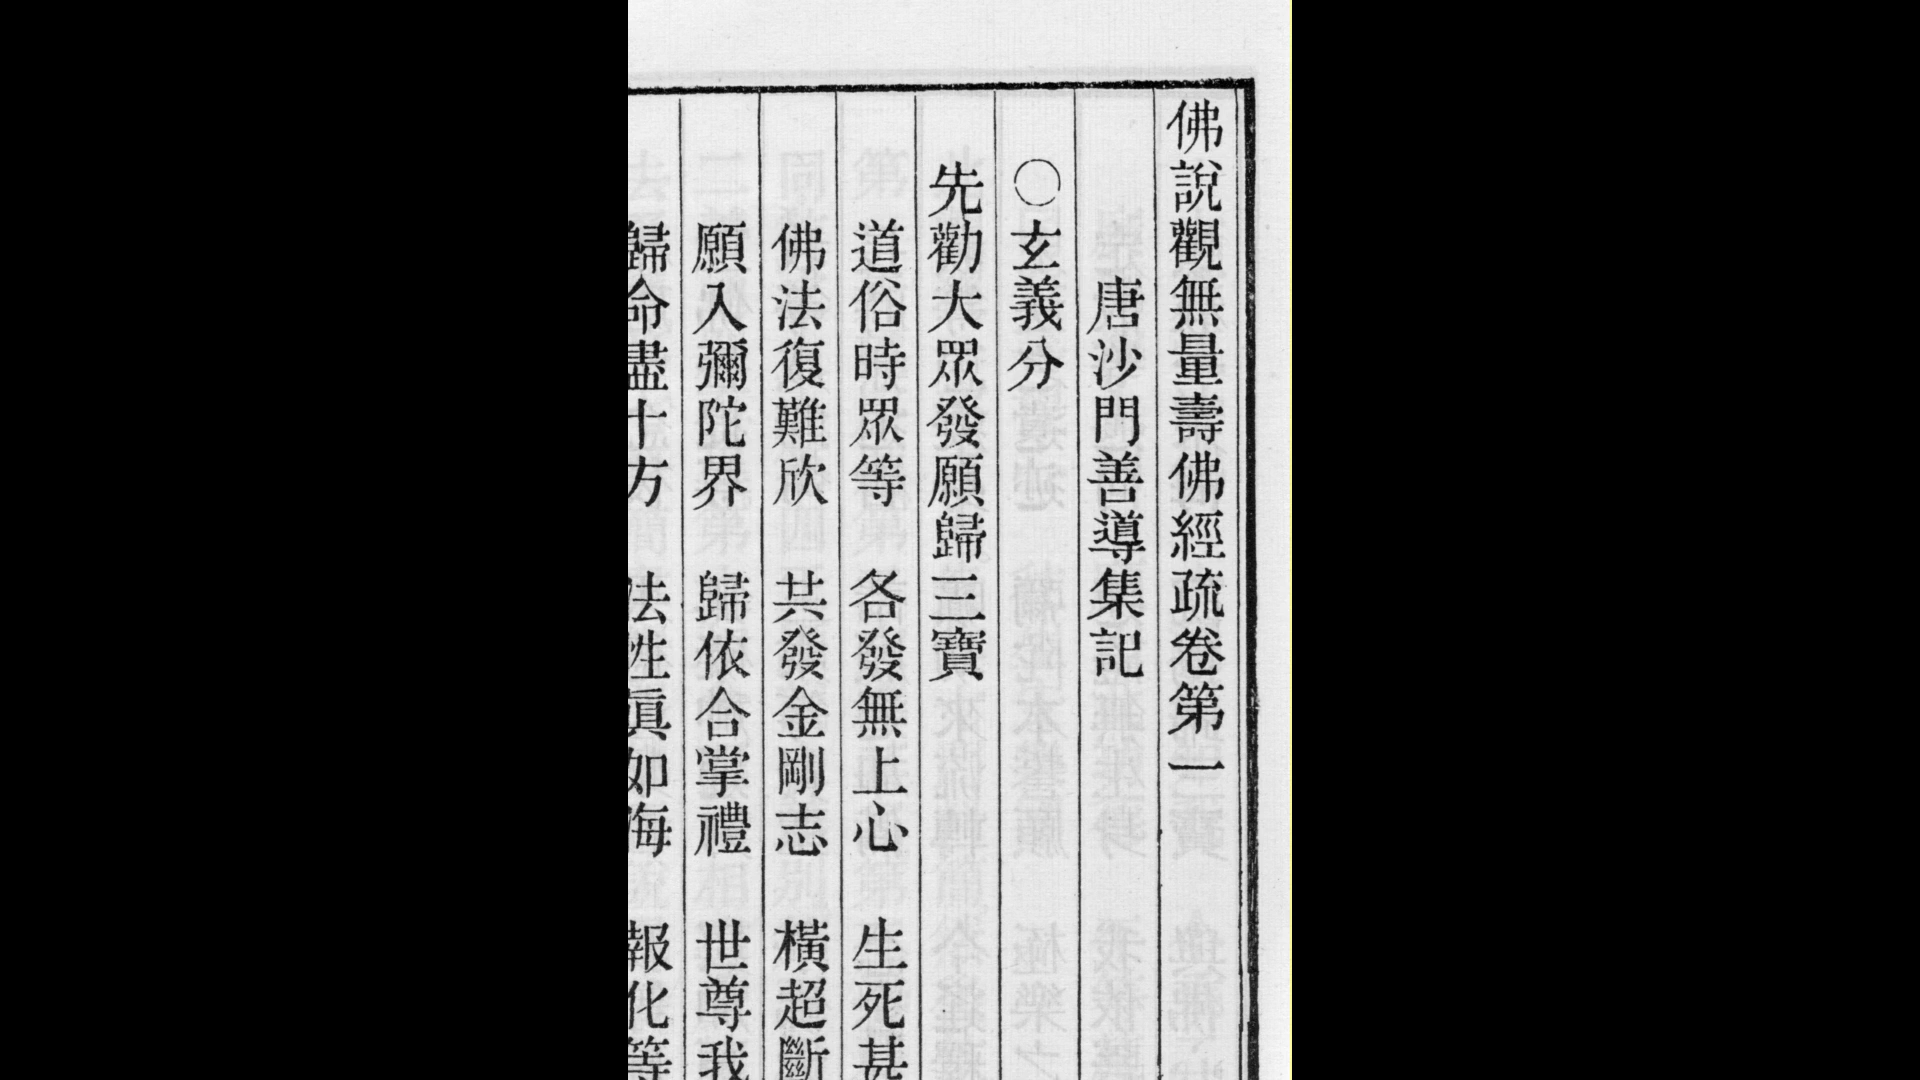 佛說觀無量壽佛經疏卷第一
唐沙門善導集記
〇玄義分
先勸大眾發願歸三寶
道俗時眾等 各發無上心 生死甚
佛法復難欣 共發金剛志 橫超斷
願入彌陀界 歸依合掌禮 世尊我
歸命盡十方 法性眞如海 報化等